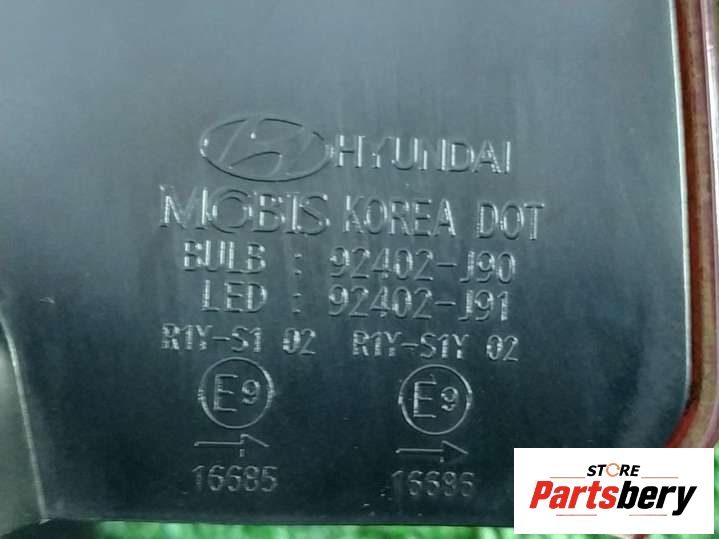 HYUNDAI
MOBIS KOREA DOT
BULB : 92402-J90
LED : 92402-J91
R1Y-S1 02 R1Y-S1Y 02
E9 E9
16685 16686
STORE
Partsbery